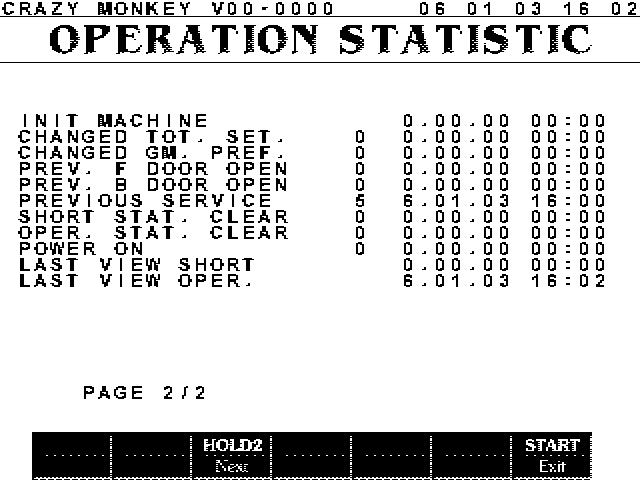 CRAZY MONKEY V00-0000 06 01 03 16 02
OPERATION STATISTIC
INIT MACHINE 0.00.00 00:00
CHANGED TOT. SET. 0 0.00.00 00:00
CHANGED GM. PREF. 0 0.00.00 00:00
PREV. F DOOR OPEN 0 0.00.00 00:00
PREV. B DOOR OPEN 0 0.00.00 00:00
PREVIOUS SERVICE 5 6.01.03 16:00
SHORT STAT. CLEAR 0 0.00.00 00:00
OPER. STAT. CLEAR 0 0.00.00 00:00
POWER ON 0 0.00.00 00:00
LAST VIEW SHORT 0.00.00 00:00
LAST VIEW OPER. 6.01.03 16:02
PAGE 2/2
HOLD2 START
Next Exit